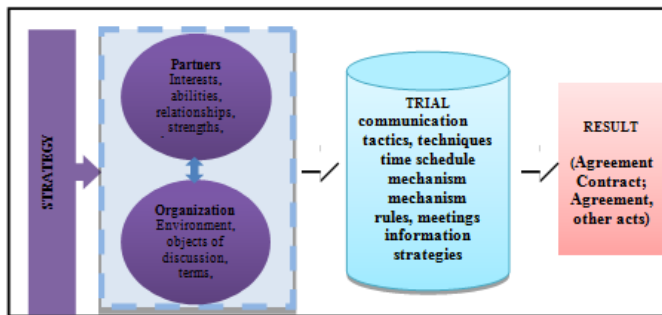 STRATEGY
Partners
Interests,
abilities,
relationships,
strengths,
Organization
Environment,
objects of
discussion,
terms,
TRIAL
communication
tactics, techniques
time schedule
mechanism
mechanism
rules, meetings
information
strategies
RESULT
(Agreement
Contract;
Agreement,
other acts)